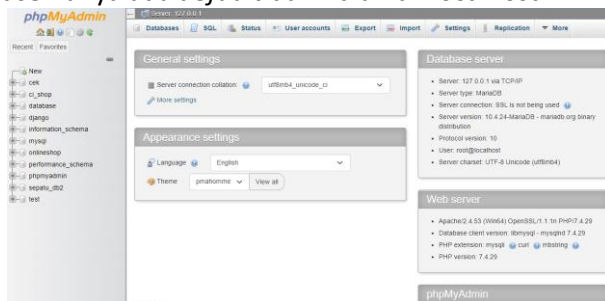 phpMyAdmin
Recent Favorites
New
cek
ci_shop
database
django
information_schema
mysql
onlineshop
performance_schema
phpmyadmin
sepatu_db2
test
Server: 127.0.0.1
Databases SQL Status User accounts Export Import Settings Replication More
General settings
Server connection collation: utf8mb4_unicode_ci
More settings
Appearance settings
Language English
Theme pmahomme View all
Database server
Server: 127.0.0.1 via TCP/IP
Server type: MariaDB
Server connection: SSL is not being used
Server version: 10.4.24-MariaDB - mariadb.org binary
distribution
Protocol version: 10
User: root@localhost
Server charset: UTF-8 Unicode (utf8mb4)
Web server
Apache/2.4.53 (Win64) OpenSSL/1.1.1n PHP/7.4.29
Database client version: libmysql - mysqlnd 7.4.29
PHP extension: mysqli curl mbstring
PHP version: 7.4.29
phpMyAdmin